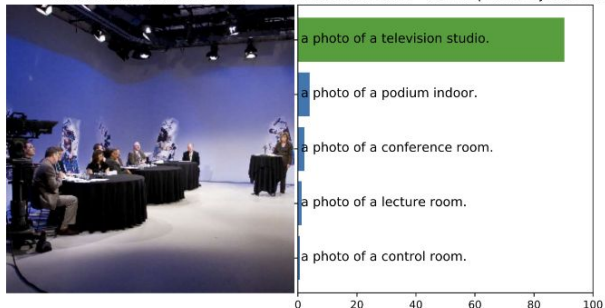 a photo of a television studio.
a photo of a podium indoor.
a photo of a conference room.
a photo of a lecture room.
a photo of a control room.
0 20 40 60 80 100